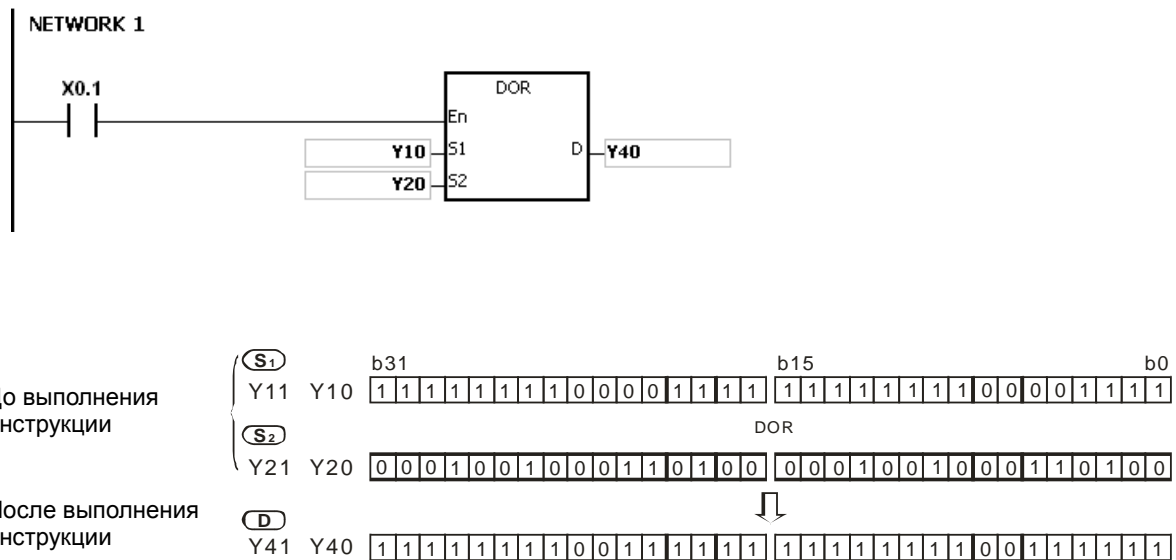 NETWORK 1
X0.1
DOR
En
Y10 S1 D Y40
Y20 S2
S1 b31 b15 b0
До выполнения
Y11 Y10 1 1 1 1 1 1 1 1 0 0 0 0 1 1 1 1 1 1 1 1 1 1 1 1 0 0 0 0 1 1 1 1
нструкции
S2 DOR
Y21 Y20 0 0 0 1 0 0 1 0 0 0 1 1 0 1 0 0 0 0 0 1 0 0 1 0 0 0 1 1 0 1 0 0
После выполнения
D
нструкции
Y41 Y40 1 1 1 1 1 1 1 1 0 0 1 1 1 1 1 1 1 1 1 1 1 1 1 1 0 0 1 1 1 1 1 1